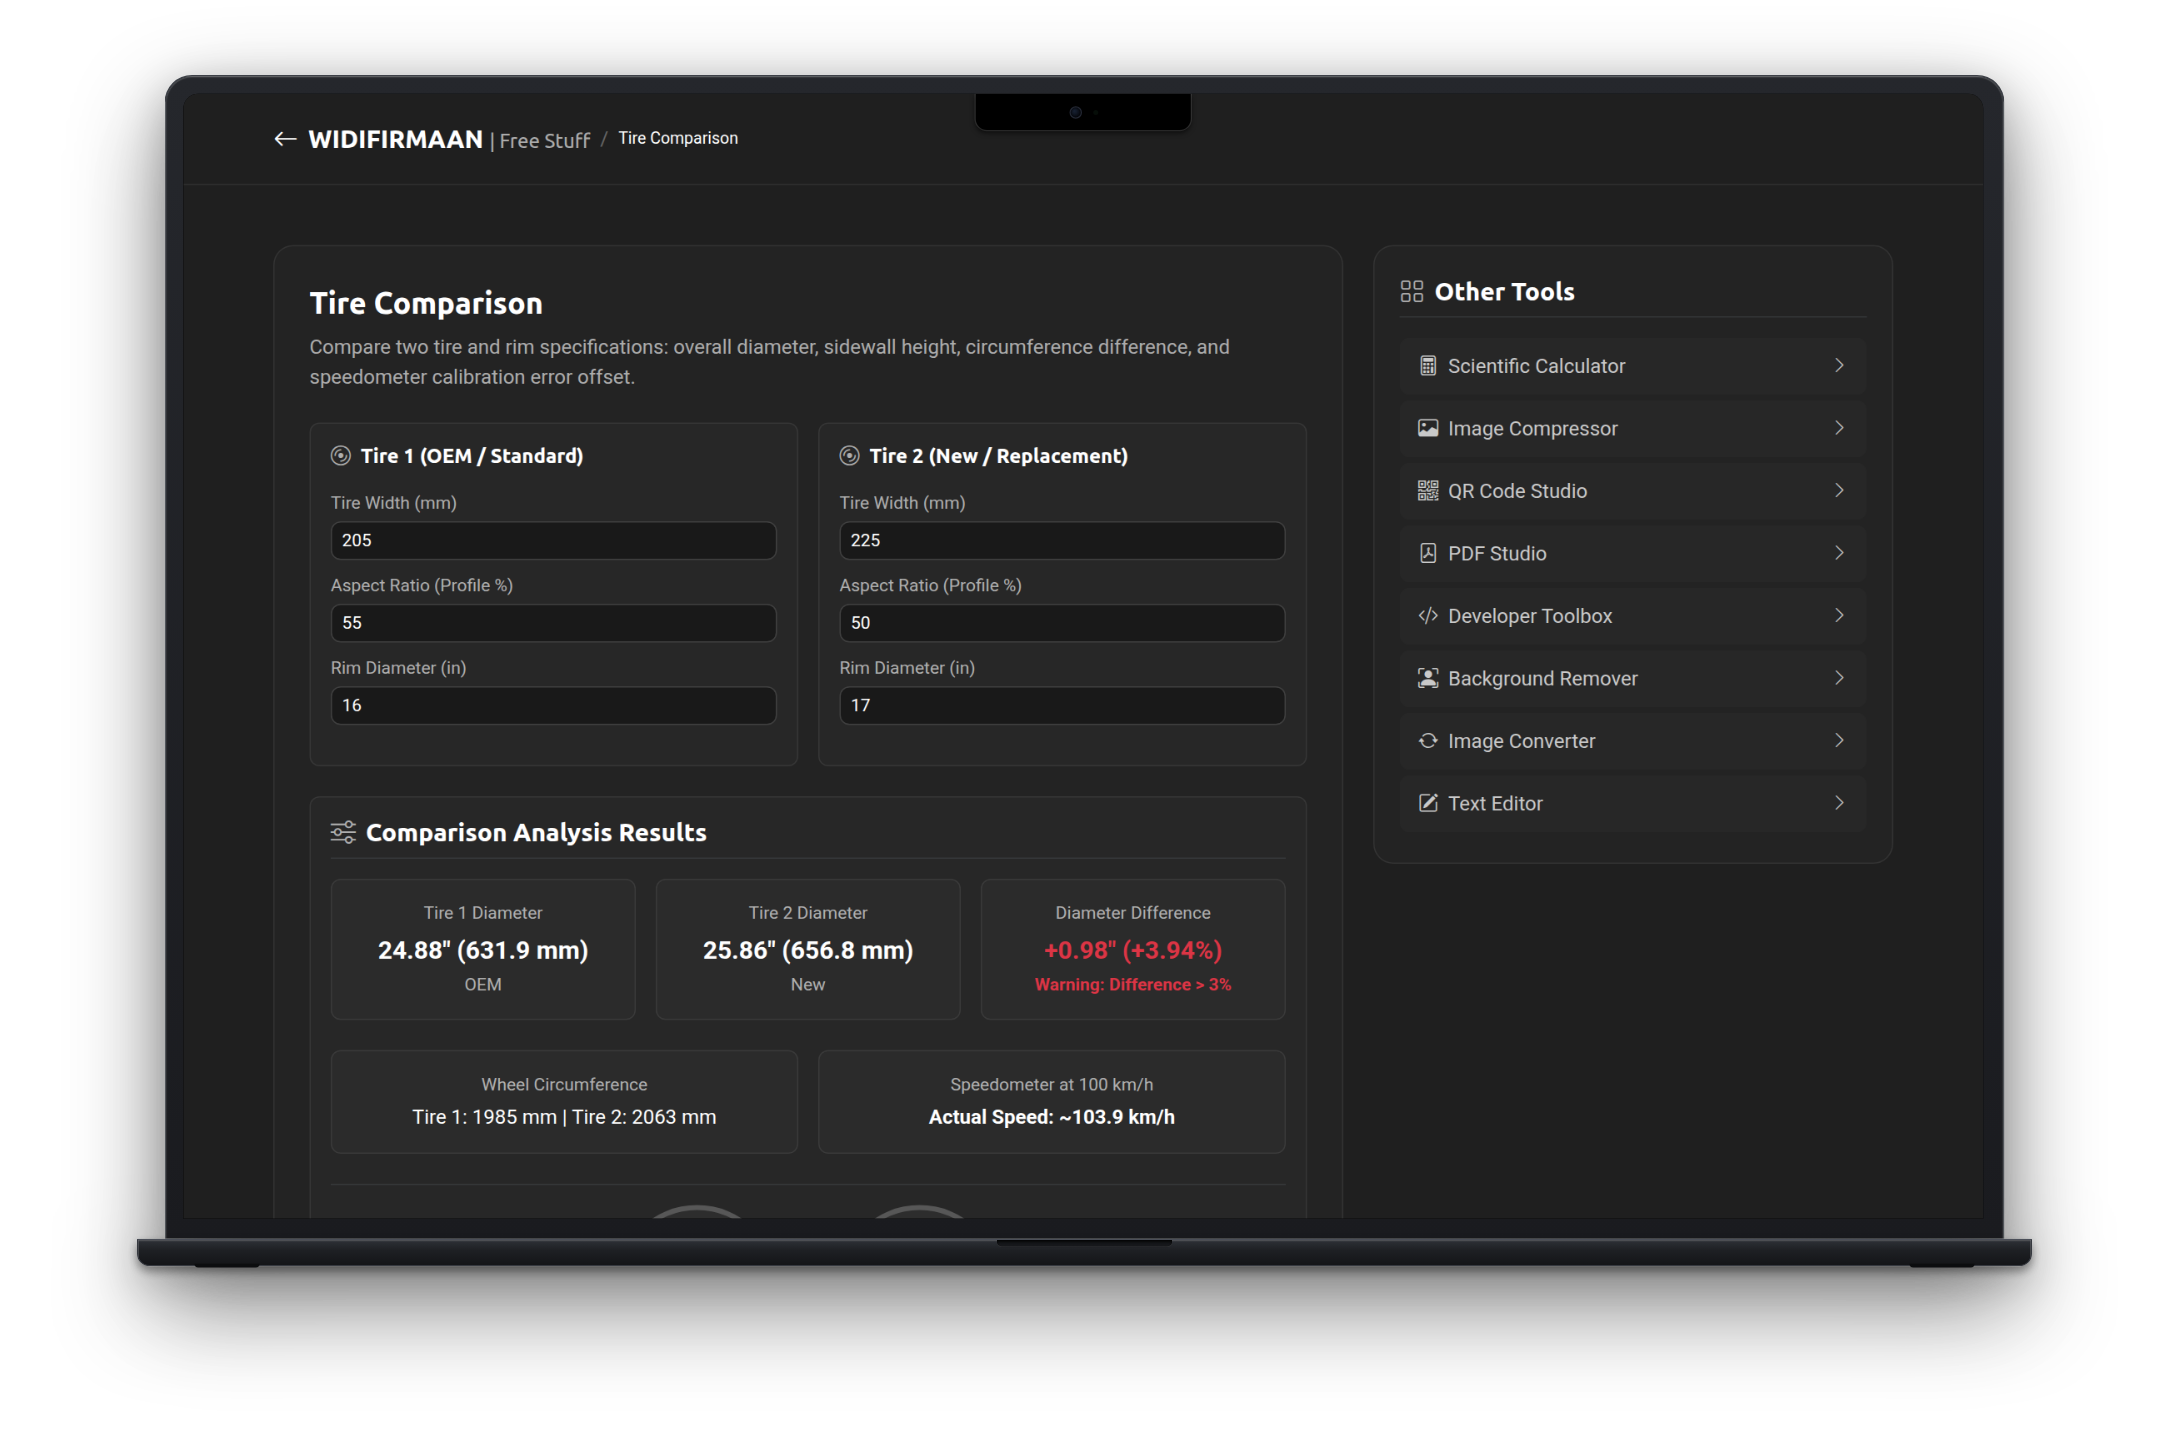 WIDIFIRMAAN | Free Stuff / Tire Comparison
Tire Comparison
Compare two tire and rim specifications: overall diameter, sidewall height, circumference difference, and
speedometer calibration error offset.
Tire 1 (OEM / Standard)
Tire Width (mm)
205
Aspect Ratio (Profile %)
55
Rim Diameter (in)
16
Tire 2 (New / Replacement)
Tire Width (mm)
225
Aspect Ratio (Profile %)
50
Rim Diameter (in)
17
Comparison Analysis Results
Tire 1 Diameter
24.88" (631.9 mm)
OEM
Tire 2 Diameter
25.86" (656.8 mm)
New
Diameter Difference
+0.98" (+3.94%)
Warning: Difference > 3%
Wheel Circumference
Tire 1: 1985 mm | Tire 2: 2063 mm
Speedometer at 100 km/h
Actual Speed: ~103.9 km/h
Other Tools
Scientific Calculator
Image Compressor
QR Code Studio
PDF Studio
Developer Toolbox
Background Remover
Image Converter
Text Editor